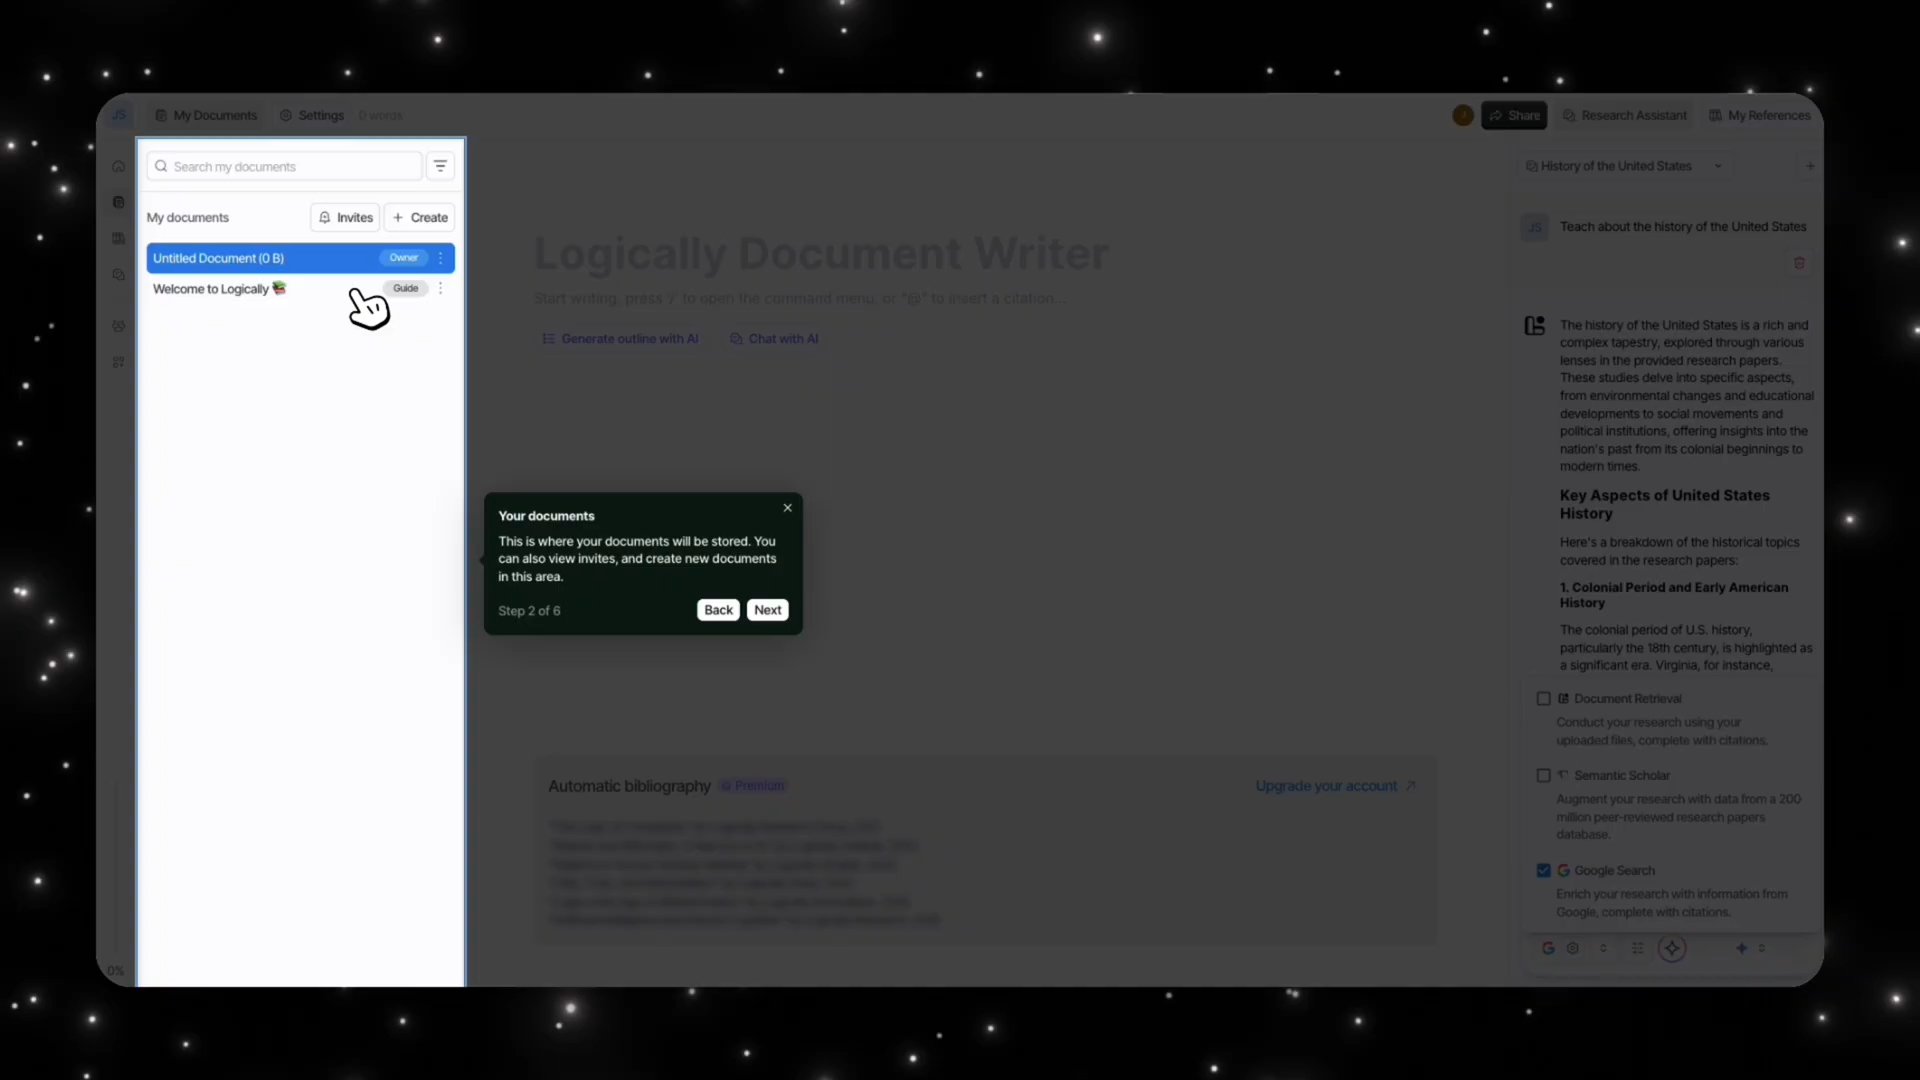 JS
My Documents
Settings
0 words
J
Share
Research Assistant
My References
Search my documents
My documents
Invites
Create
Untitled Document (0 B)
Owner
Welcome to Logically
Guide
Logically Document Writer
Start writing, press '/' to open the command menu, or "@" to insert a citation...
Generate outline with AI
Chat with AI
Your documents
This is where your documents will be stored. You
can also view invites, and create new documents
in this area.
Step 2 of 6
Back
Next
Automatic bibliography
Premium
Upgrade your account
0%
History of the United States
JS
Teach about the history of the United States
The history of the United States is a rich and
complex tapestry, explored through various
lenses in the provided research papers.
These studies delve into specific aspects,
from environmental changes and educational
developments to social movements and
political institutions, offering insights into the
nation's past from its colonial beginnings to
modern times.
Key Aspects of United States
History
Here's a breakdown of the historical topics
covered in the research papers:
1. Colonial Period and Early American
History
The colonial period of U.S. history,
particularly the 18th century, is highlighted as
a significant era. Virginia, for instance,
Document Retrieval
Conduct your research using your
uploaded files, complete with citations.
Semantic Scholar
Augment your research with data from a 200
million peer-reviewed research papers
database.
Google Search
Enrich your research with information from
Google, complete with citations.